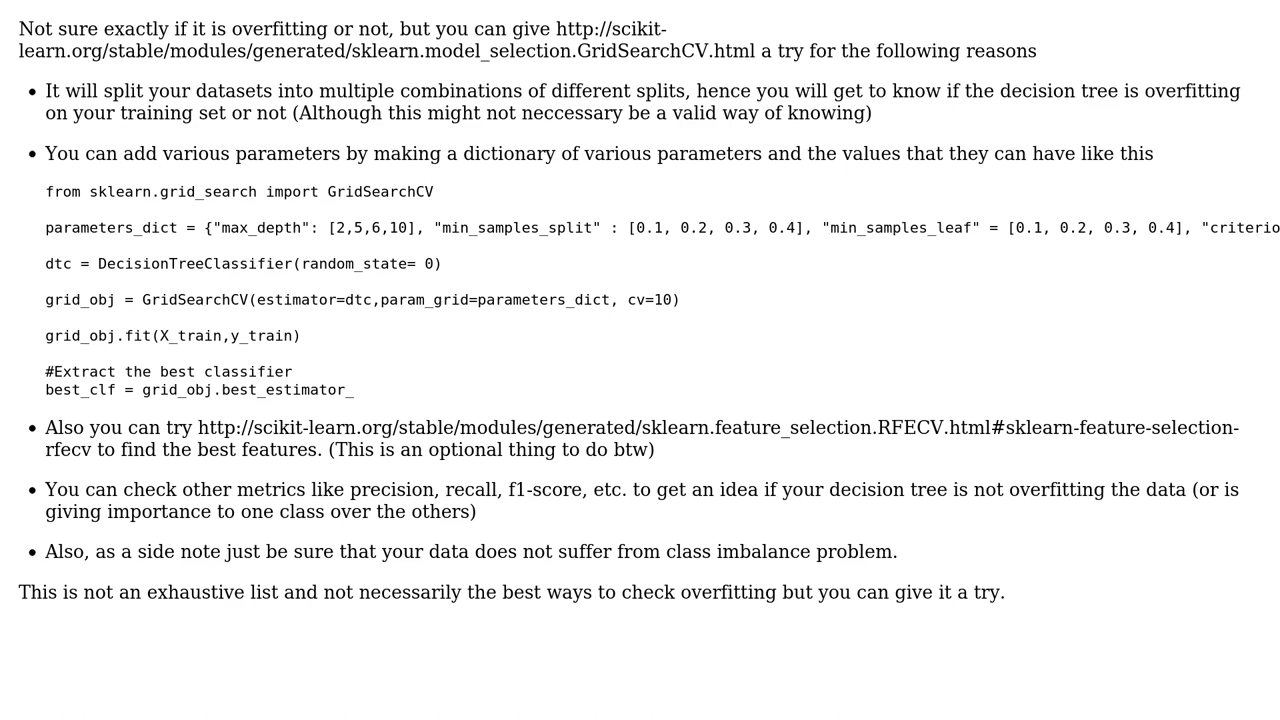 Not sure exactly if it is overfitting or not, but you can give http://scikit-
learn.org/stable/modules/generated/sklearn.model_selection.GridSearchCV.html a try for the following reasons
• It will split your datasets into multiple combinations of different splits, hence you will get to know if the decision tree is overfitting
on your training set or not (Although this might not neccessary be a valid way of knowing)
• You can add various parameters by making a dictionary of various parameters and the values that they can have like this
from sklearn.grid_search import GridSearchCV
parameters_dict = {"max_depth": [2,5,6,10], "min_samples_split" : [0.1, 0.2, 0.3, 0.4], "min_samples_leaf" = [0.1, 0.2, 0.3, 0.4], "criterio
dtc = DecisionTreeClassifier(random_state= 0)
grid_obj = GridSearchCV(estimator=dtc,param_grid=parameters_dict, cv=10)
grid_obj.fit(X_train,y_train)
#Extract the best classifier
best_clf = grid_obj.best_estimator_
• Also you can try http://scikit-learn.org/stable/modules/generated/sklearn.feature_selection.RFECV.html#sklearn-feature-selection-
rfecv to find the best features. (This is an optional thing to do btw)
• You can check other metrics like precision, recall, f1-score, etc. to get an idea if your decision tree is not overfitting the data (or is
giving importance to one class over the others)
• Also, as a side note just be sure that your data does not suffer from class imbalance problem.
This is not an exhaustive list and not necessarily the best ways to check overfitting but you can give it a try.